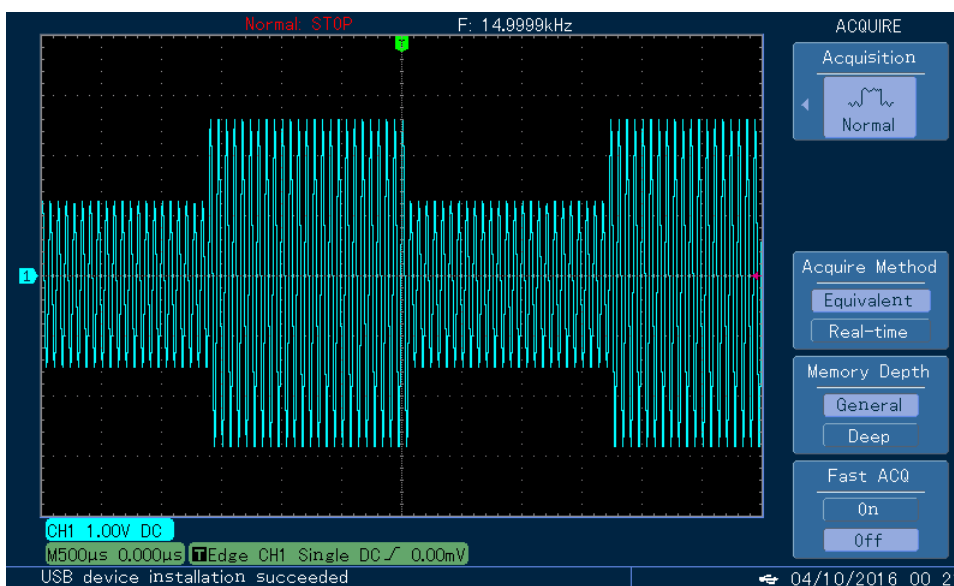 Normal: STOP
F: 14.9999kHz
ACQUIRE
T
Acquisition
Normal
1
Acquire Method
Equivalent
Real-time
Memory Depth
General
Deep
Fast ACQ
On
Off
CH1 1.00V DC
M500µs 0.000µs T Edge CH1 Single DC 0.00mV
USB device installation succeeded
04/10/2016 00 2